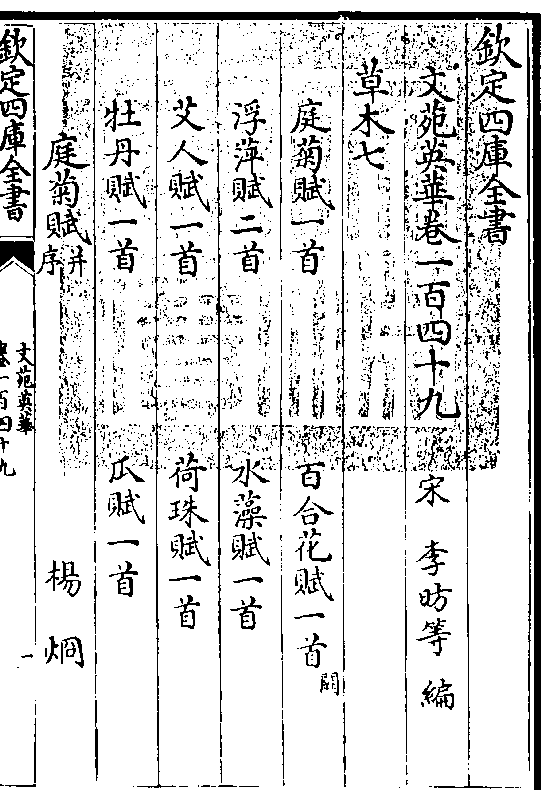 欽定四庫全書
文苑英華卷一百四十九　宋　李昉等　編
草木七
庭菊賦一首　百合花賦一首闕
浮萍賦二首　水藻賦一首
艾人賦一首　荷珠賦一首
牡丹賦一首　瓜賦一首
庭菊賦并序　楊烱
欽定四庫全書
文苑英華
卷一百四十九
一